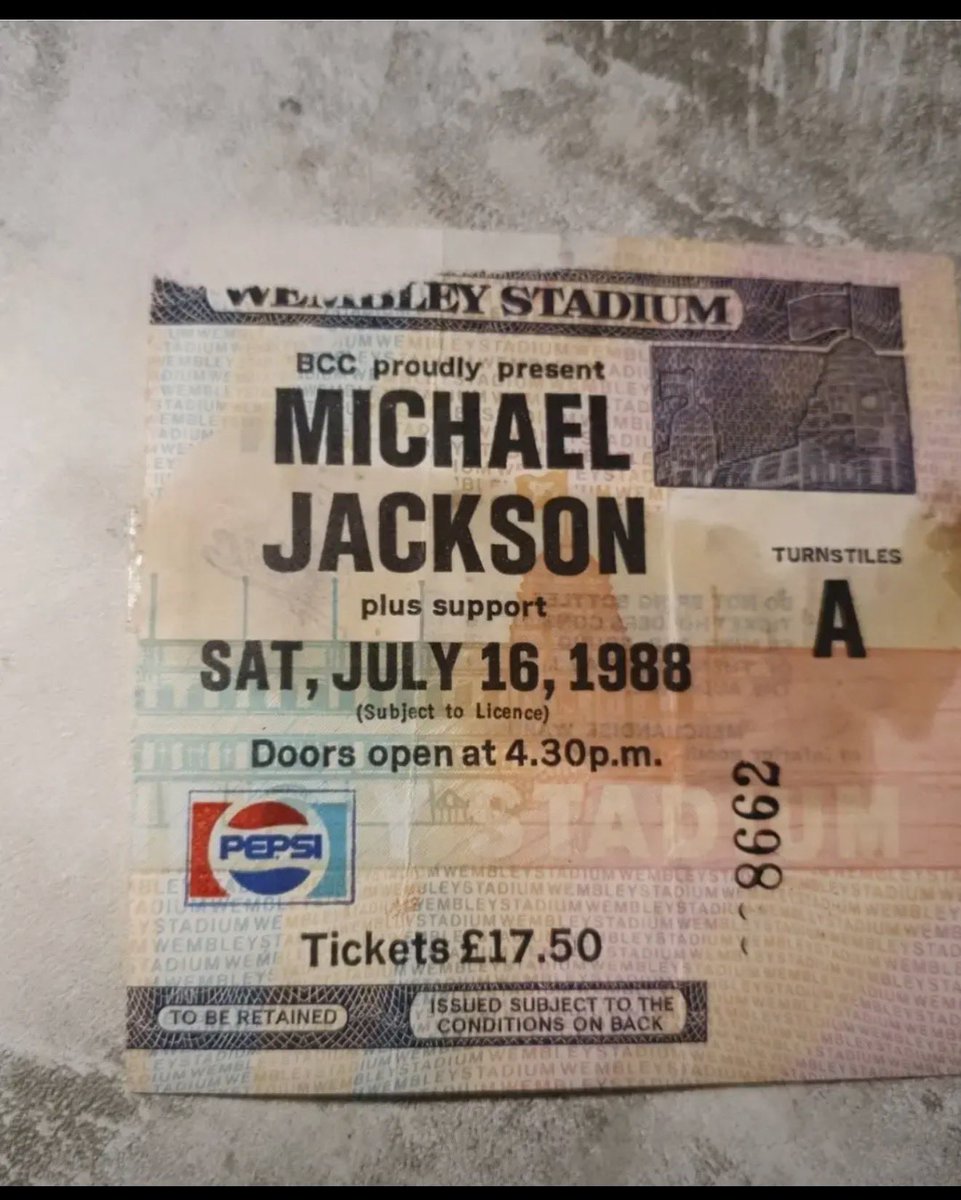 WEMBLEY STADIUM
BCC proudly present
MICHAEL
JACKSON
plus support
SAT, JULY 16, 1988
(Subject to Licence)
Doors open at 4.30p.m.
TURNSTILES
A
8662
PEPSI
STADIUM
Tickets £17.50
TO BE RETAINED
ISSUED SUBJECT TO THE
CONDITIONS ON BACK